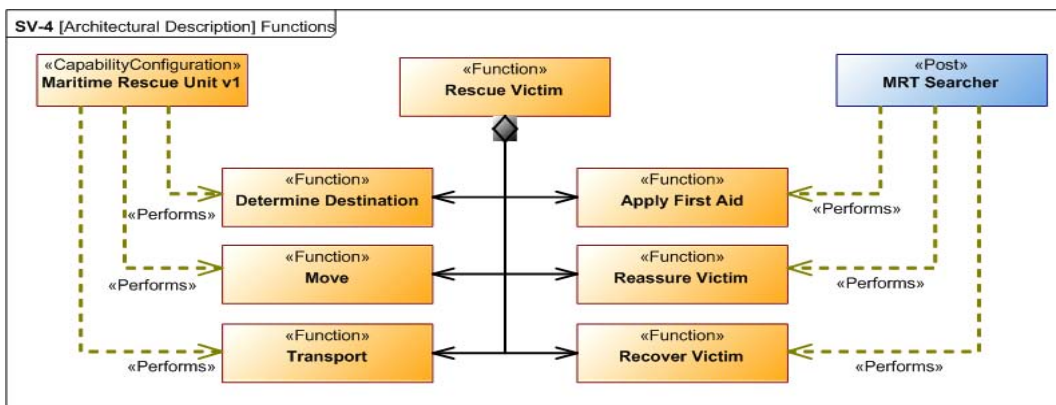 SV-4 [Architectural Description] Functions
«CapabilityConfiguration»
Maritime Rescue Unit v1
«Function»
Rescue Victim
«Post»
MRT Searcher
«Function»
Determine Destination
«Performs»
«Function»
Apply First Aid
«Performs»
«Function»
Move
«Performs»
«Function»
Reassure Victim
«Performs»
«Function»
Transport
«Performs»
«Function»
Recover Victim
«Performs»